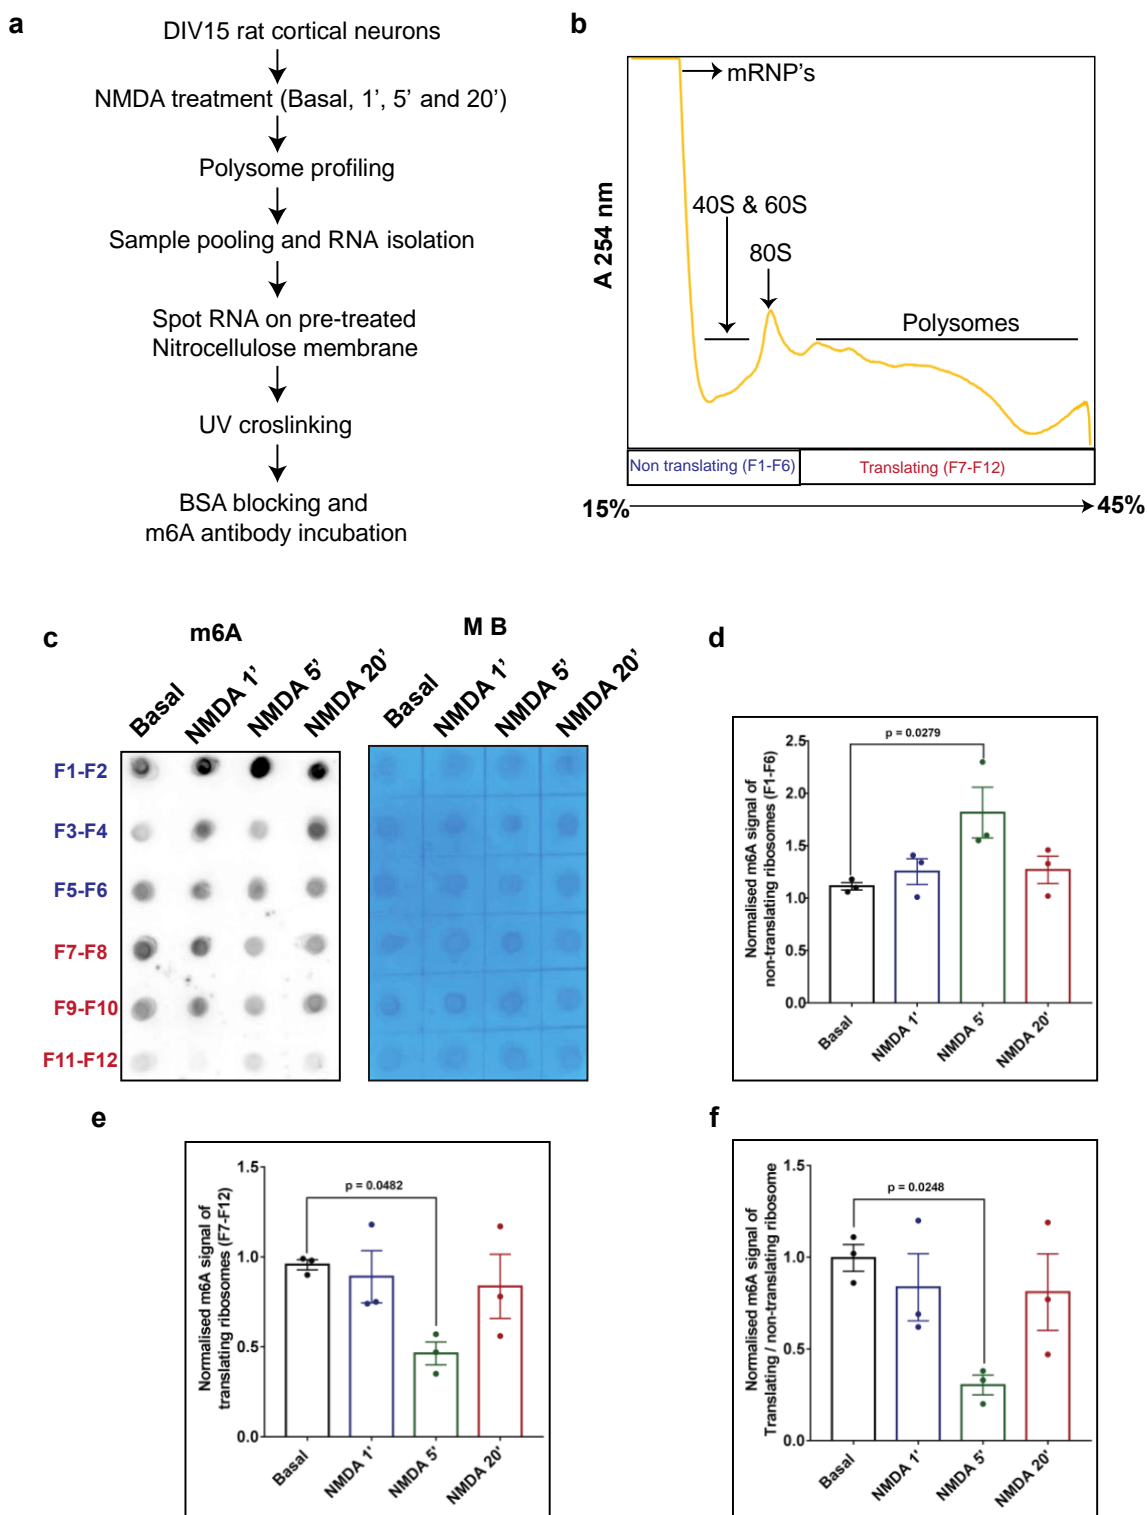 a
DIV15 rat cortical neurons
NMDA treatment (Basal, 1’, 5’ and 20’)
Polysome profiling
Sample pooling and RNA isolation
Spot RNA on pre-treated
Nitrocellulose membrane
UV croslinking
BSA blocking and
m6A antibody incubation
b
mRNP's
40S & 60S
80S
Polysomes
A 254 nm
Non translating (F1-F6)
Translating (F7-F12)
15%
45%
c
m6A
M B
Basal
NMDA 1’
NMDA 5’
NMDA 20’
Basal
NMDA 1’
NMDA 5’
NMDA 20’
F1-F2
F3-F4
F5-F6
F7-F8
F9-F10
F11-F12
d
Normalised m6A signal of
non-translating ribosomes (F1-F6)
2.5
2.0
1.5
1.0
0.5
0.0
p = 0.0279
Basal
NMDA 1'
NMDA 5'
NMDA 20'
e
Normalised m6A signal of
translating ribosomes (F7-F12)
1.5
1.0
0.5
0.0
p = 0.0482
Basal
NMDA 1'
NMDA 5'
NMDA 20'
f
Normalised m6A signal of
Translating / non-translating ribosome
1.5
1.0
0.5
0.0
p = 0.0248
Basal
NMDA 1'
NMDA 5'
NMDA 20'